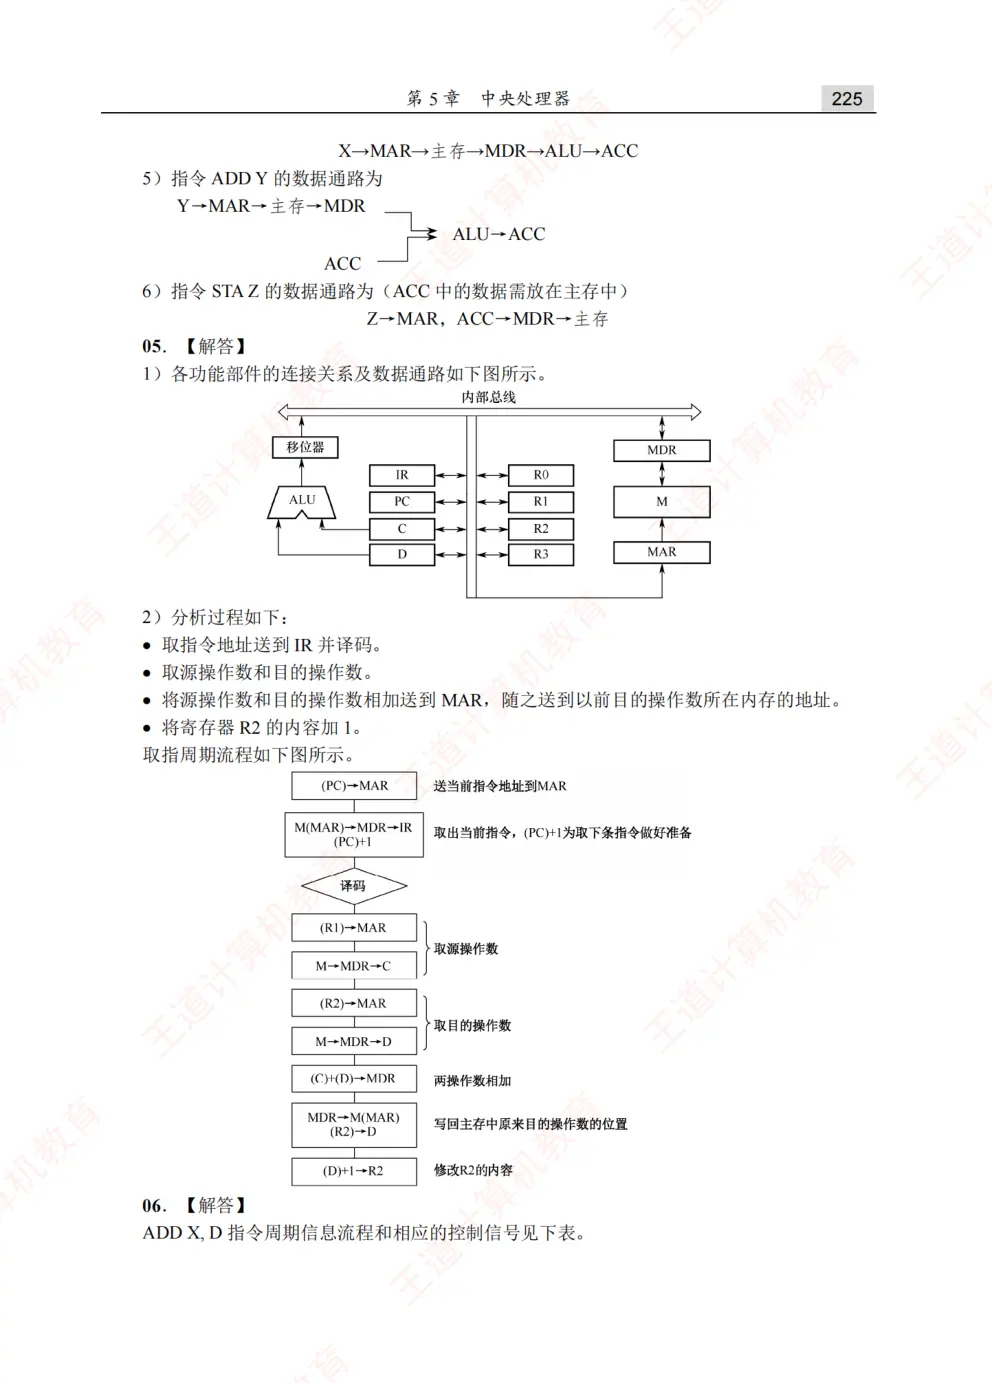 第 5 章 中央处理器
225
X→MAR→主存→MDR→ALU→ACC
5）指令 ADD Y 的数据通路为
Y→MAR→主存→MDR
ALU→ACC
ACC
6）指令 STA Z 的数据通路为（ACC 中的数据需放在主存中）
Z→MAR，ACC→MDR→主存
05．【解答】
1）各功能部件的连接关系及数据通路如下图所示。
内部总线
移位器
MDR
IR
R0
ALU
PC
R1
M
C
R2
D
R3
MAR
2）分析过程如下：
● 取指令地址送到 IR 并译码。
● 取源操作数和目的操作数。
● 将源操作数和目的操作数相加送到 MAR，随之送到以前目的操作数所在内存的地址。
● 将寄存器 R2 的内容加 1。
取指周期流程如下图所示。
(PC)→MAR 送当前指令地址到MAR
M(MAR)→MDR→IR
(PC)+1
取出当前指令，(PC)+1为取下条指令做好准备
译码
(R1)→MAR
取源操作数
M→MDR→C
(R2)→MAR
取目的操作数
M→MDR→D
(C)+(D)→MDR 两操作数相加
MDR→M(MAR)
(R2)→D
写回主存中原来目的操作数的位置
(D)+1→R2 修改R2的内容
06．【解答】
ADD X, D 指令周期信息流程和相应的控制信号见下表。
王道计算机教育